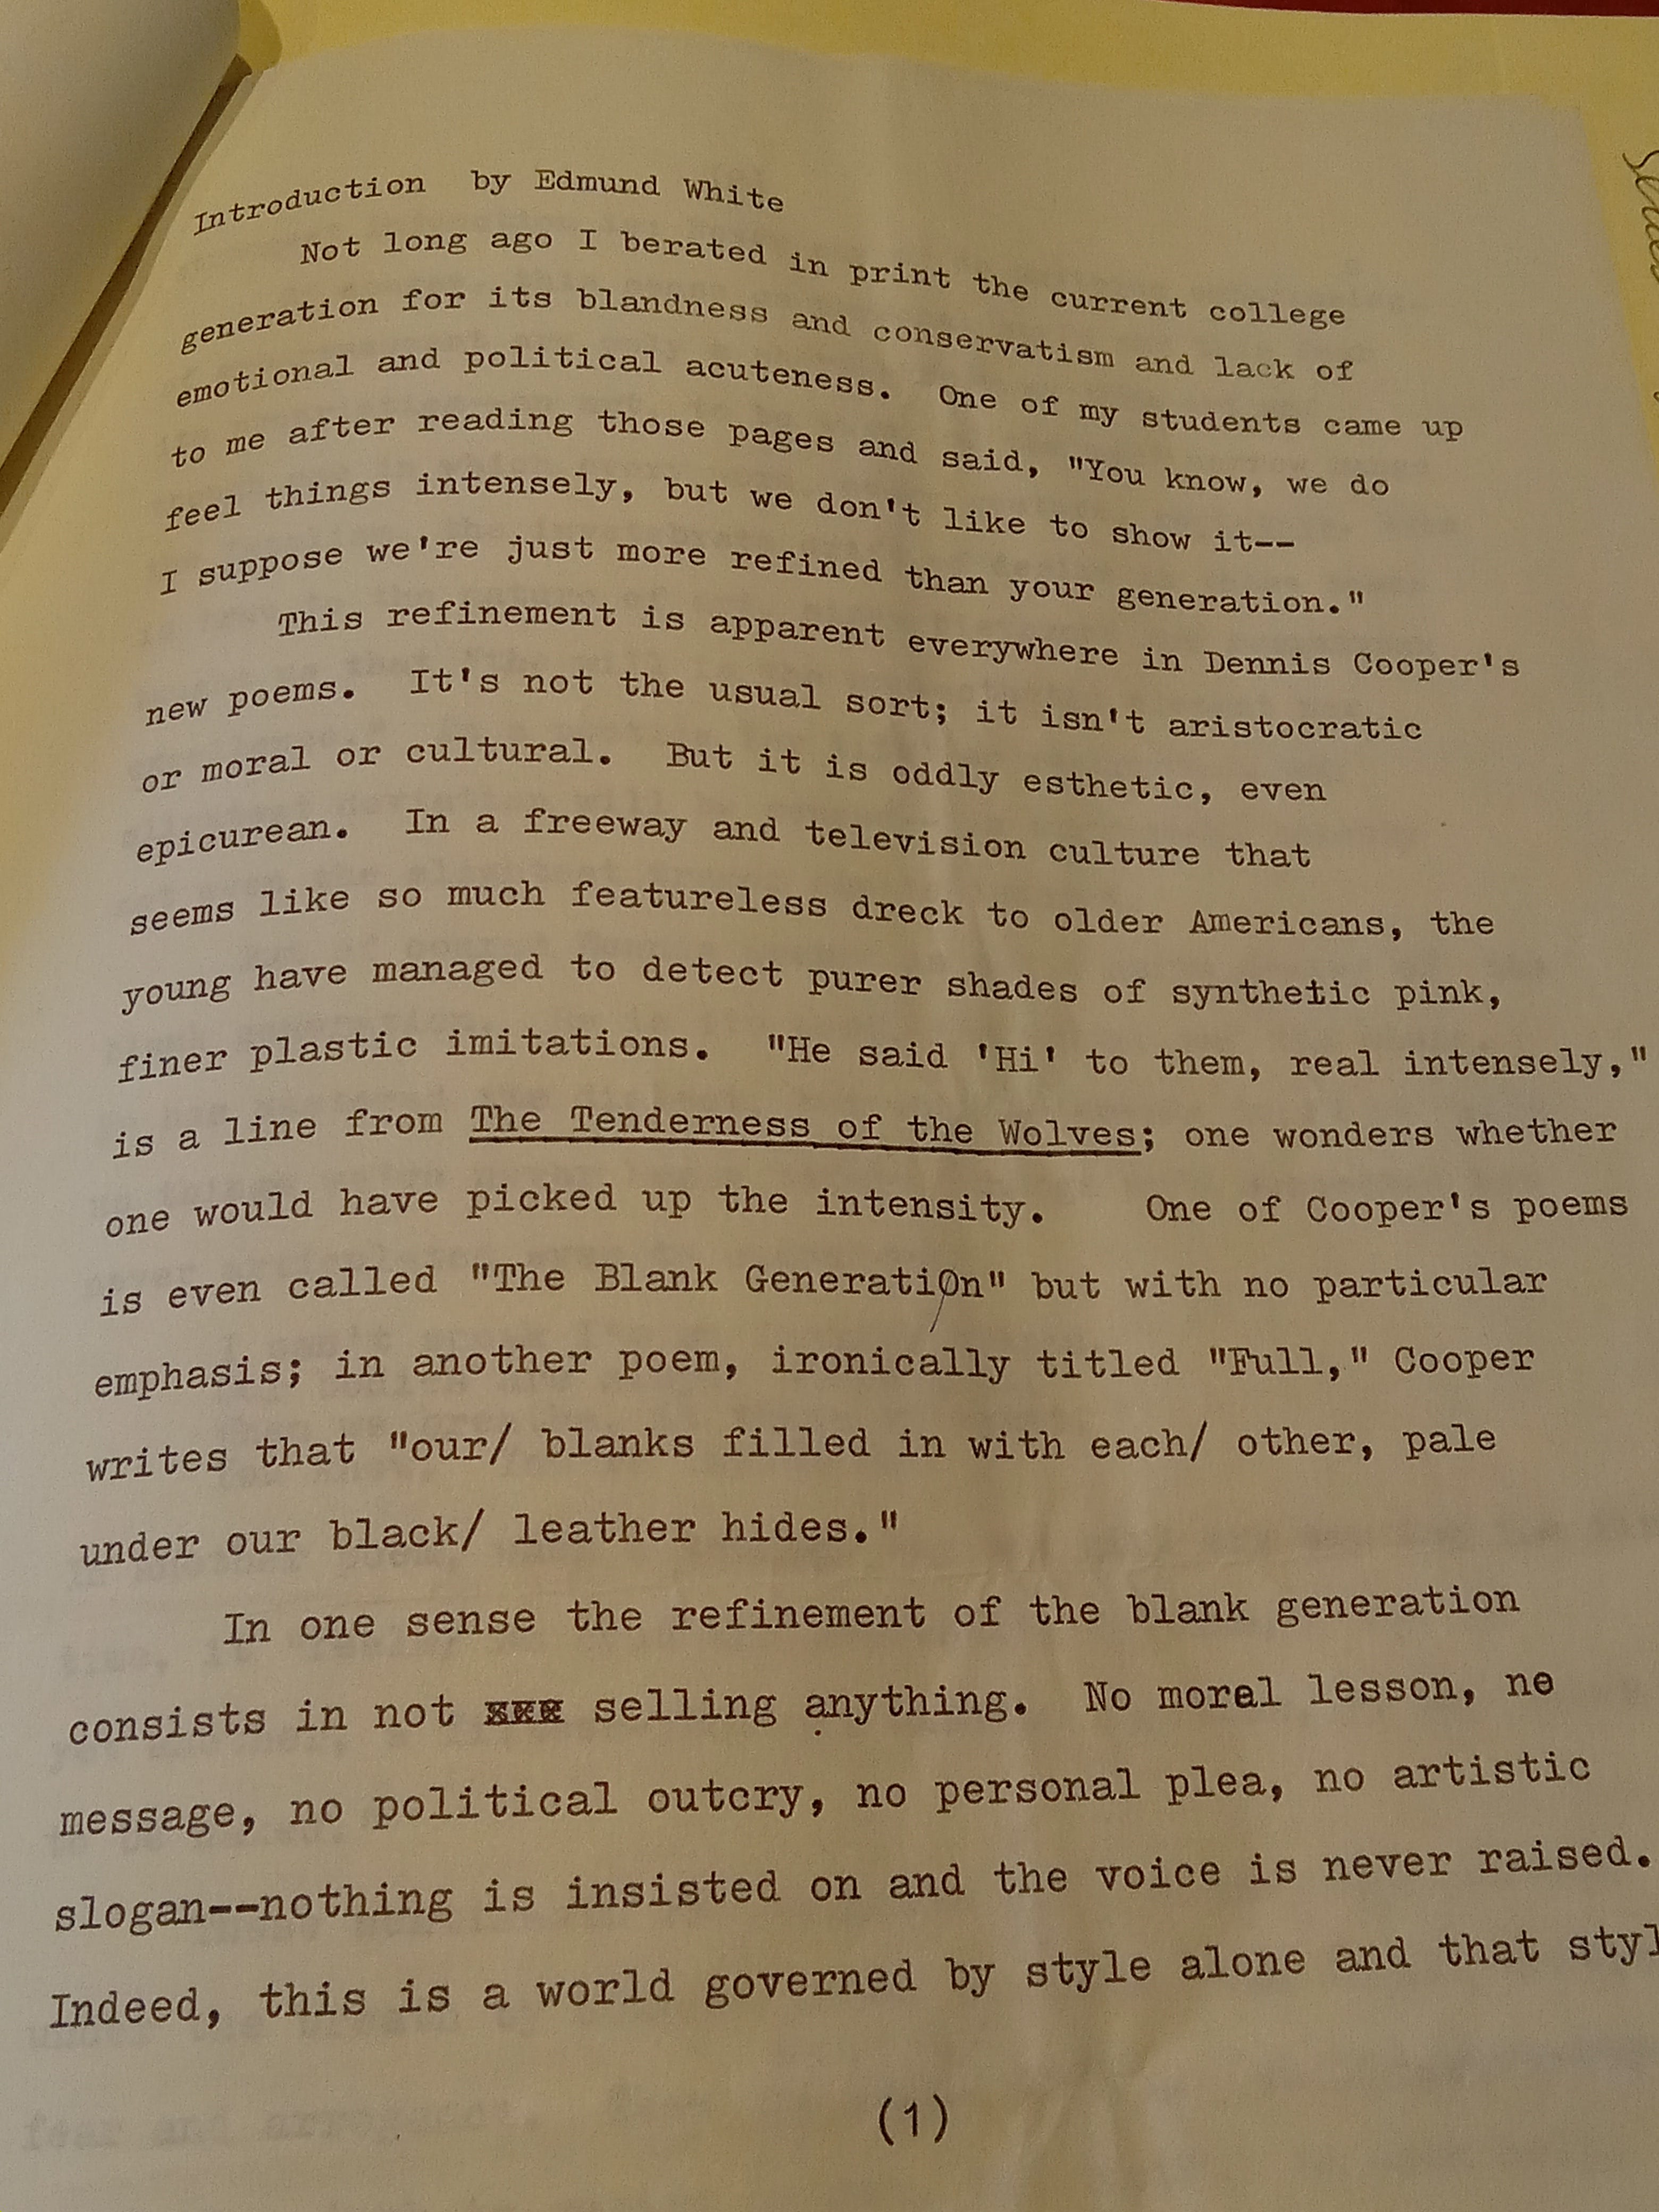 Introduction by Edmund White
Not long ago I berated in print the current college
generation for its blandness and conservatism and lack of
emotional and political acuteness. One of my students came up
to me after reading those pages and said, "You know, we do
feel things intensely, but we don't like to show it--
I suppose we're just more refined than your generation."
This refinement is apparent everywhere in Dennis Cooper's
new poems. It's not the usual sort; it isn't aristocratic
or moral or cultural. But it is oddly esthetic, even
epicurean. In a freeway and television culture that
seems like so much featureless dreck to older Americans, the
young have managed to detect purer shades of synthetic pink,
finer plastic imitations. "He said 'Hi' to them, real intensely,"
is a line from The Tenderness of the Wolves; one wonders whether
one would have picked up the intensity. One of Cooper's poems
is even called "The Blank GeneratiOn" but with no particular
emphasis; in another poem, ironically titled "Full," Cooper
writes that "our/ blanks filled in with each/ other, pale
under our black/ leather hides."
In one sense the refinement of the blank generation
consists in not selling anything. No moral lesson, no
message, no political outcry, no personal plea, no artistic
slogan--nothing is insisted on and the voice is never raised.
Indeed, this is a world governed by style alone and that styl
(1)